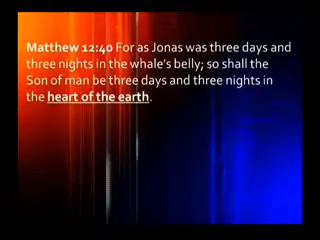 Matthew 12:40 For as Jonas was three days and
three nights in the whale's belly; so shall the
Son of man be three days and three nights in
the heart of the earth.